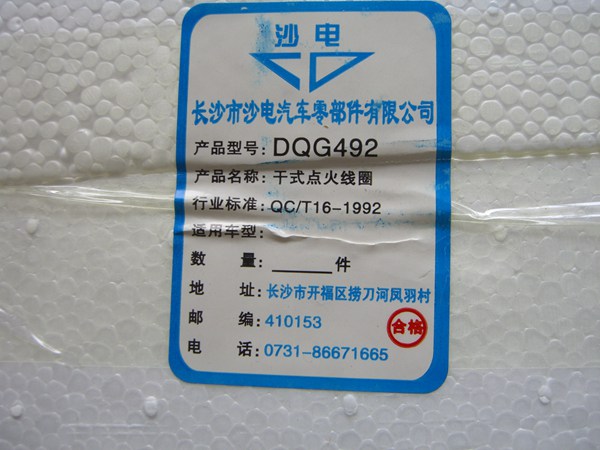 沙电
长沙市沙电汽车零部件有限公司
产品型号: DQG492
产品名称: 干式点火线圈
行业标准: QC/T16-1992
适用车型:
数 量: ______件
地 址: 长沙市开福区捞刀河凤羽村
邮 编: 410153
合格
电 话: 0731-86671665